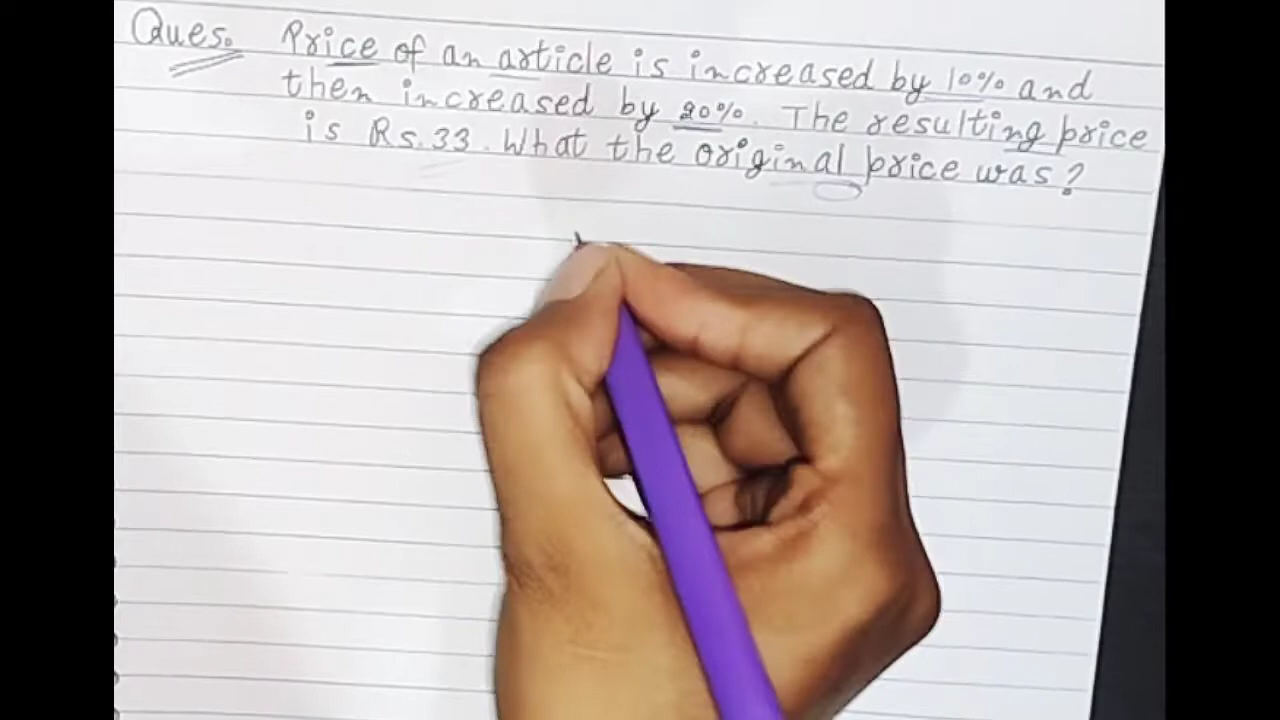 Ques. Price of an article is increased by 10% and
then increased by 20%. The resulting price
is Rs.33. What the original price was?